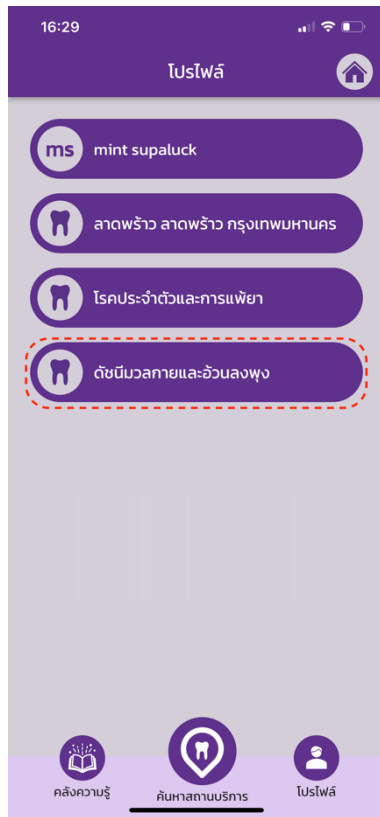 16:29
โปรไฟล์
ms mint supaluck
ลาดพร้าว ลาดพร้าว กรุงเทพมหานคร
โรคประจำตัวและการแพ้ยา
ดัชนีมวลกายและอ้วนลงพุง
คลังความรู้ ค้นหาสถานบริการ โปรไฟล์